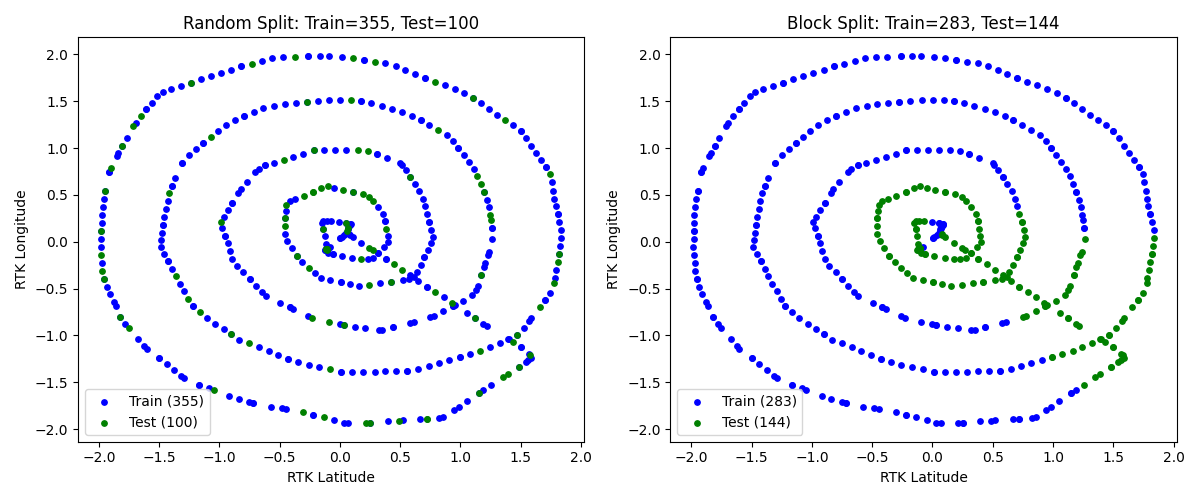 Random Split: Train=355, Test=100
RTK Longitude
2.0
1.5
1.0
0.5
0.0
−0.5
−1.0
−1.5
−2.0
Train (355)
Test (100)
−2.0 −1.5 −1.0 −0.5 0.0 0.5 1.0 1.5 2.0
RTK Latitude
Block Split: Train=283, Test=144
RTK Longitude
2.0
1.5
1.0
0.5
0.0
−0.5
−1.0
−1.5
−2.0
Train (283)
Test (144)
−2.0 −1.5 −1.0 −0.5 0.0 0.5 1.0 1.5 2.0
RTK Latitude